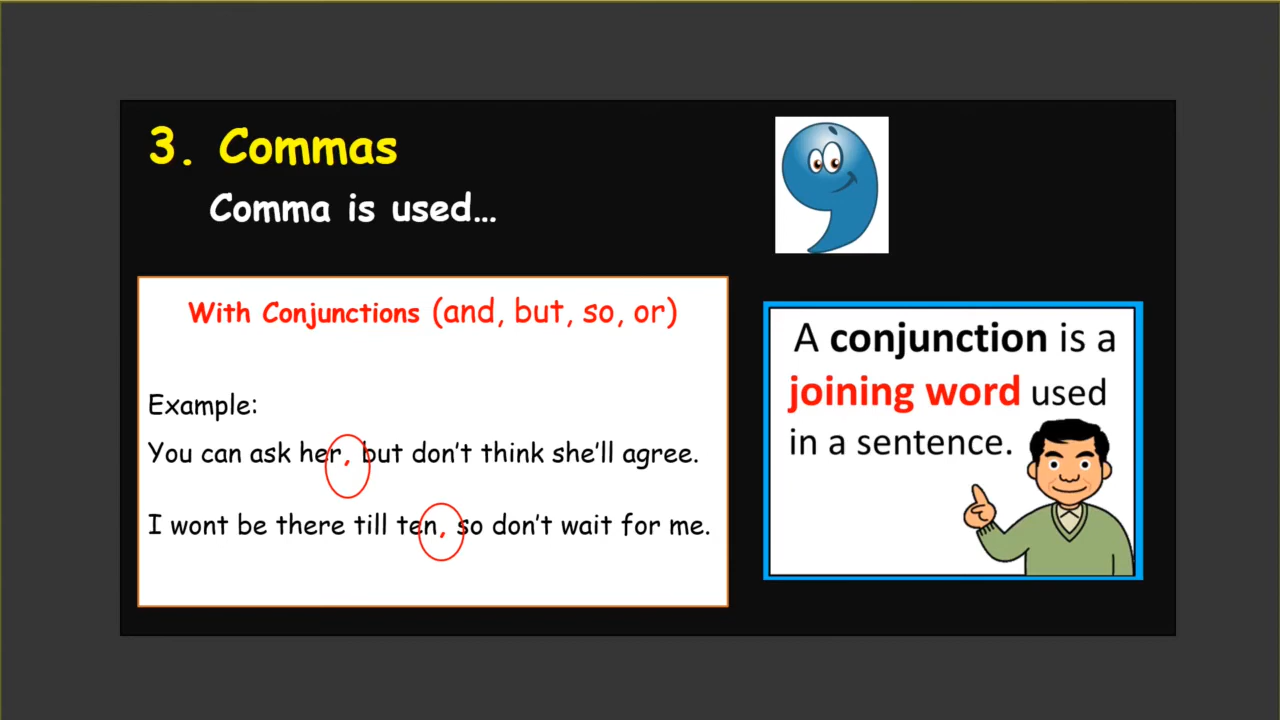 3. Commas
Comma is used…
With Conjunctions (and, but, so, or)
Example:
You can ask her, but don’t think she’ll agree.
I wont be there till ten, so don’t wait for me.
A conjunction is a
joining word used
in a sentence.